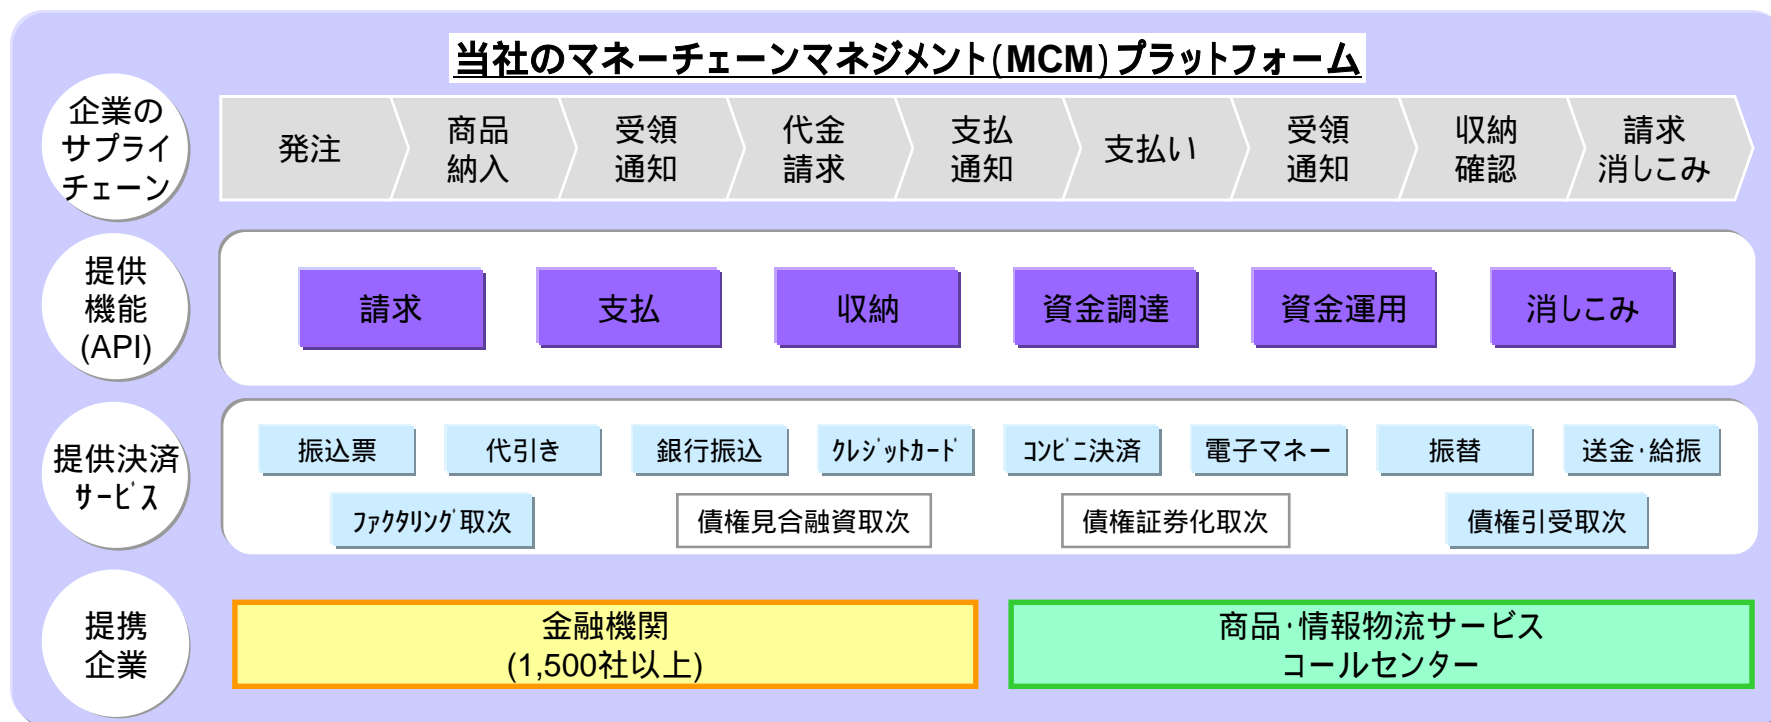 当社のマネーチェーンマネジメント(MCM)プラットフォーム
企業の
サプライ
チェーン
発注
商品
納入
受領
通知
代金
請求
支払
通知
支払い
受領
通知
収納
確認
請求
消しこみ
提供
機能
(API)
請求
支払
収納
資金調達
資金運用
消しこみ
提供決済
ｻｰﾋﾞｽ
振込票
代引き
銀行振込
ｸﾚｼﾞｯﾄｶｰﾄﾞ
ｺﾝﾋﾞﾆ決済
電子マネー
振替
送金･給振
ﾌｧｸﾀﾘﾝｸﾞ取次
債権見合融資取次
債権証券化取次
債権引受取次
提携
企業
金融機関
(1,500社以上)
商品･情報物流サービス
コールセンター